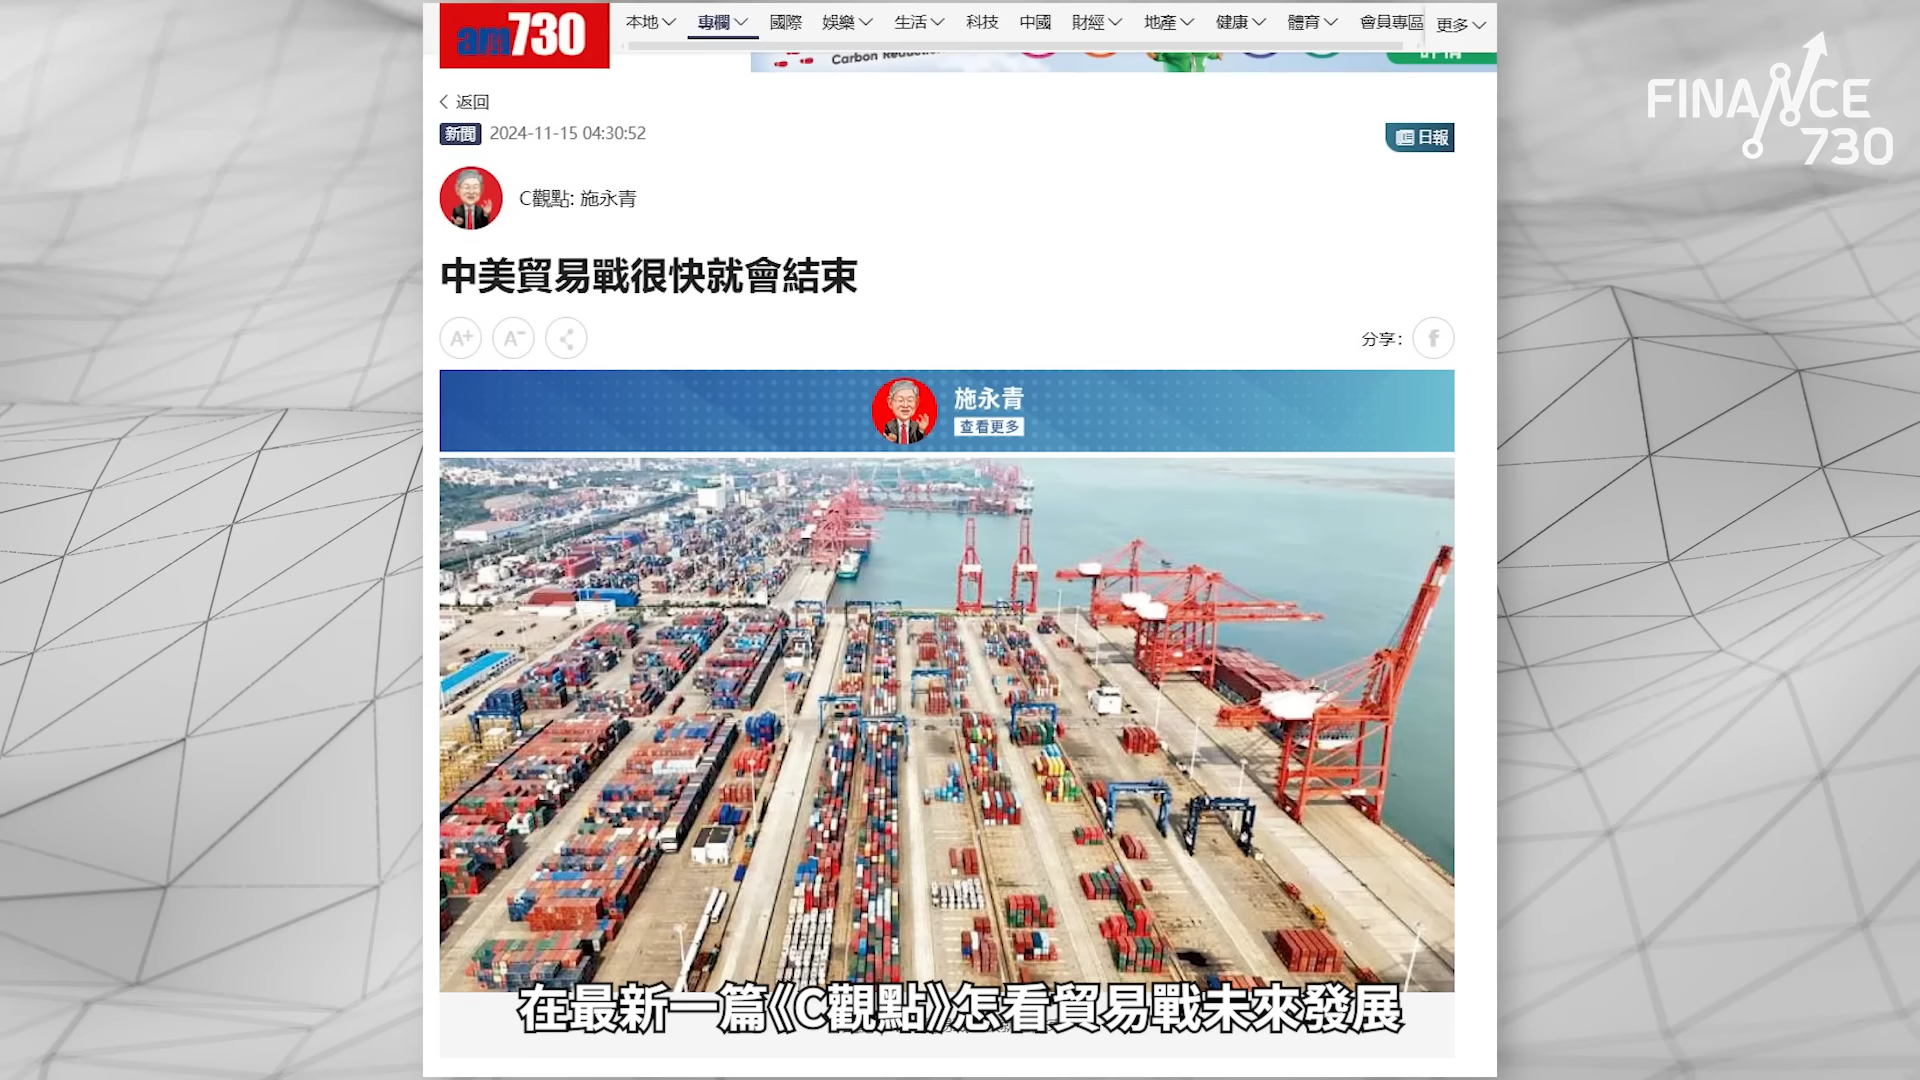 am730
本地 專欄 國際 娛樂 生活 科技 中國 財經 地產 健康 體育 會員專區 更多
Carbon
詳情
FINANCE
730
返回
新聞 2024-11-15 04:30:52
日報
C觀點: 施永青
中美貿易戰很快就會結束
A+ A-
分享:
施永青
查看更多
在最新一篇《C觀點》怎看貿易戰未來發展